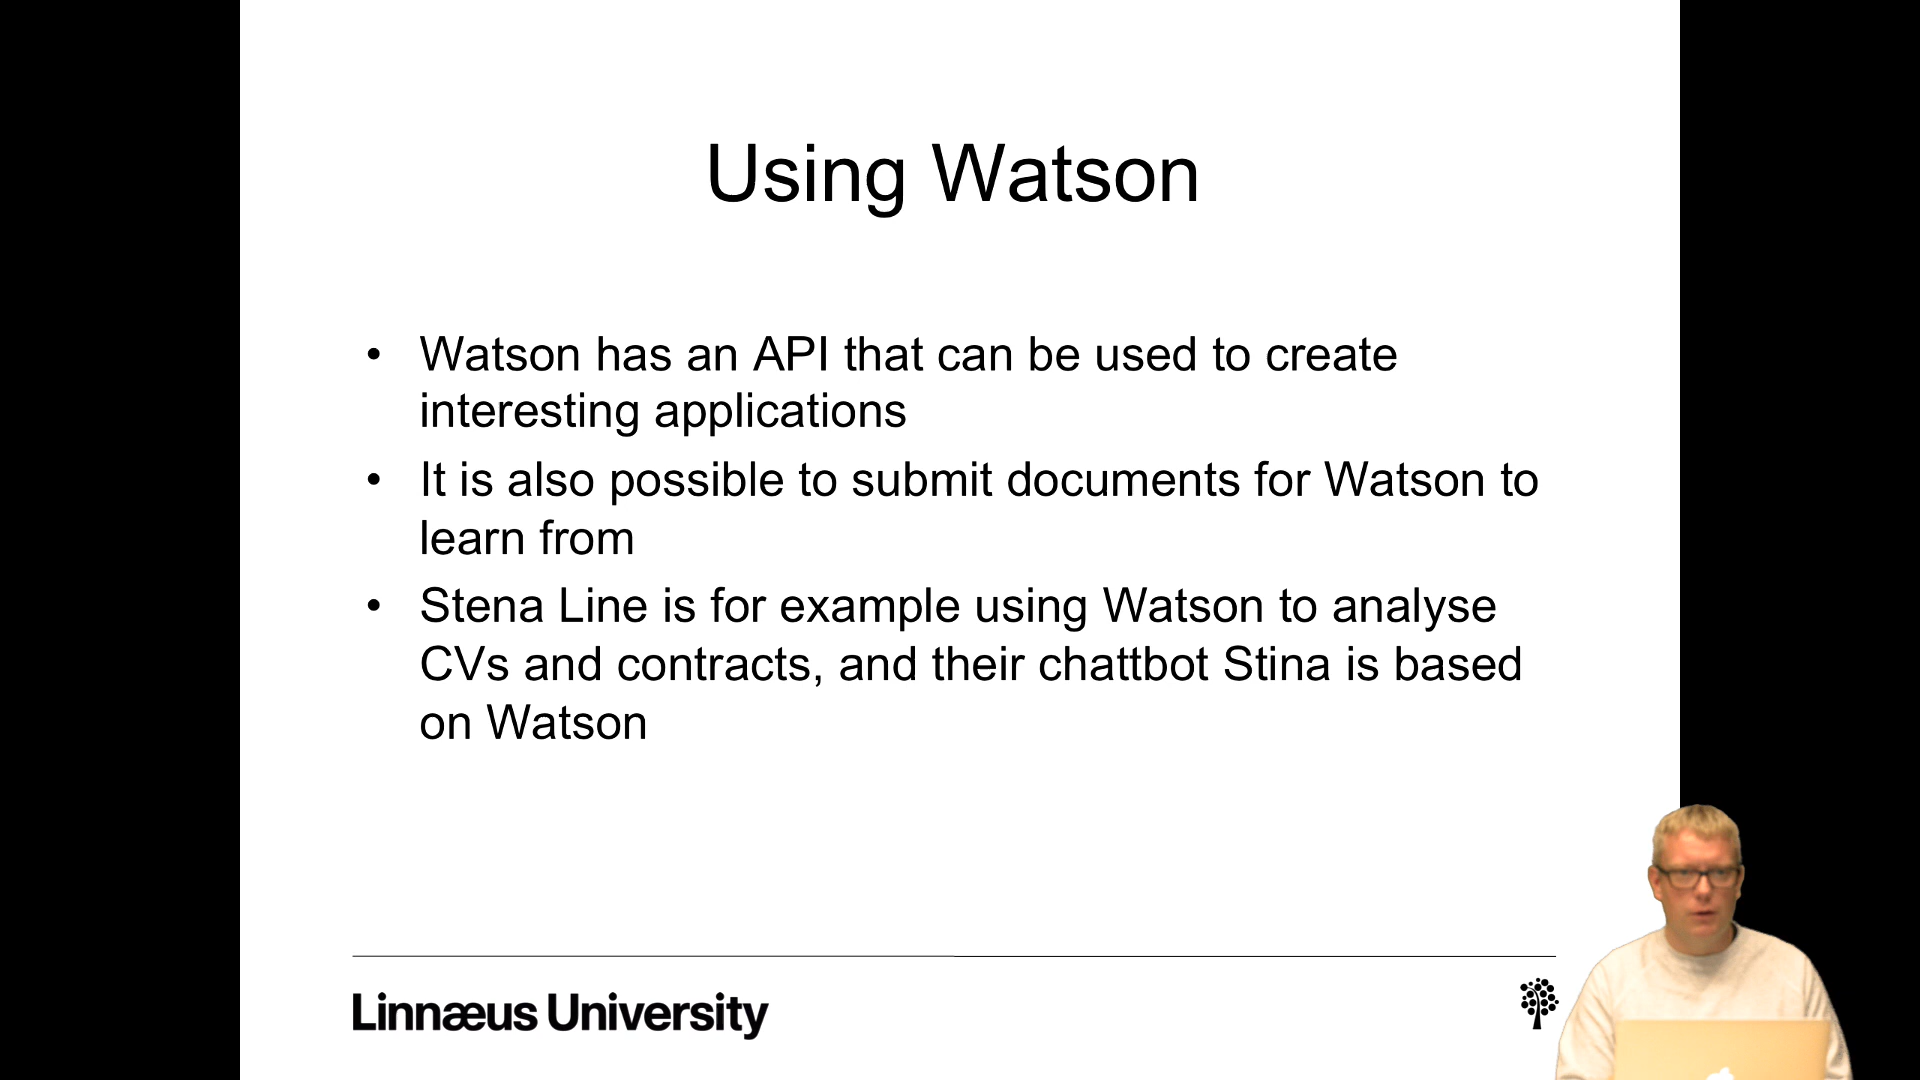 Using Watson
• Watson has an API that can be used to create
interesting applications
• It is also possible to submit documents for Watson to
learn from
• Stena Line is for example using Watson to analyse
CVs and contracts, and their chattbot Stina is based
on Watson
Linnæus University